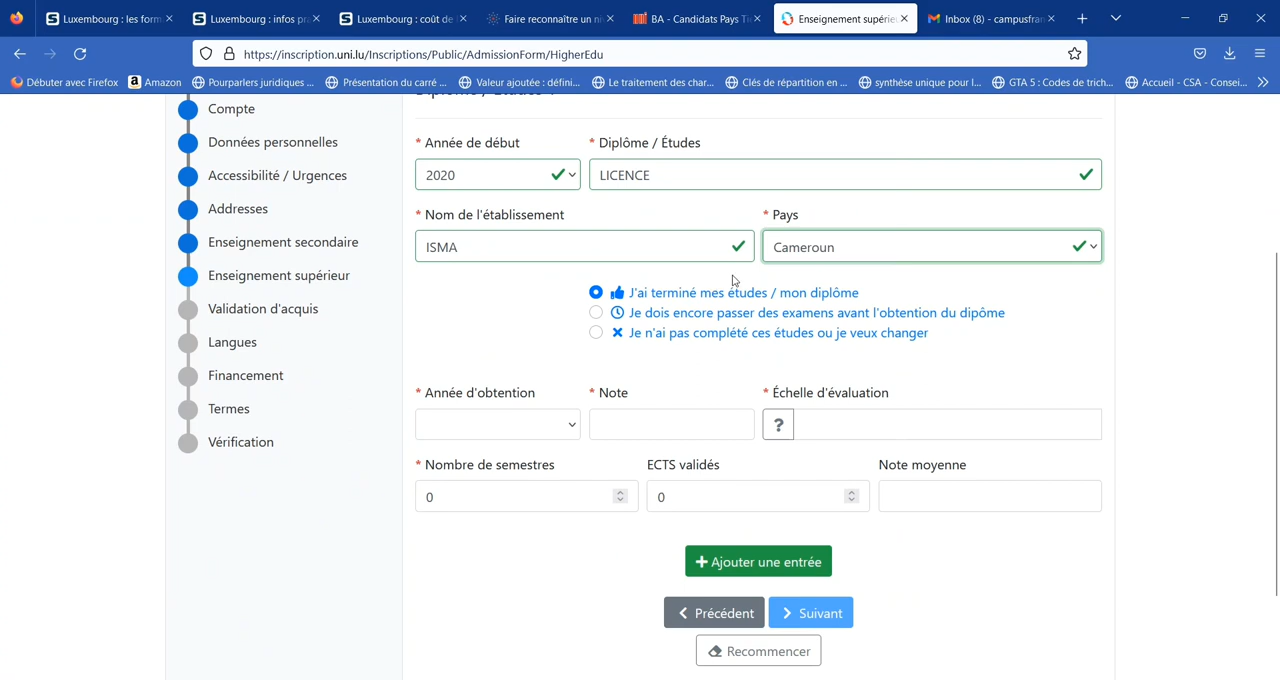 Luxembourg : les form
Luxembourg : infos pra
Luxembourg : coût de
Faire reconnaître un ni
BA - Candidats Pays Ti
Enseignement supérie
Inbox (8) - campusfran
https://inscription.uni.lu/Inscriptions/Public/AdmissionForm/HigherEdu
Débuter avec Firefox
Amazon
Pourparlers juridiques ...
Présentation du carré ...
Valeur ajoutée : défini...
Le traitement des char...
Clés de répartition en ...
synthèse unique pour l...
GTA 5 : Codes de trich...
Accueil - CSA - Consei...
Compte
Données personnelles
Accessibilité / Urgences
Addresses
Enseignement secondaire
Enseignement supérieur
Validation d'acquis
Langues
Financement
Termes
Vérification
* Année de début * Diplôme / Études
2020 LICENCE
* Nom de l'établissement * Pays
ISMA Cameroun
J'ai terminé mes études / mon diplôme
Je dois encore passer des examens avant l'obtention du dipôme
Je n'ai pas complété ces études ou je veux changer
* Année d'obtention * Note * Échelle d'évaluation
?
* Nombre de semestres ECTS validés Note moyenne
0 0
+ Ajouter une entrée
Précédent Suivant
Recommencer